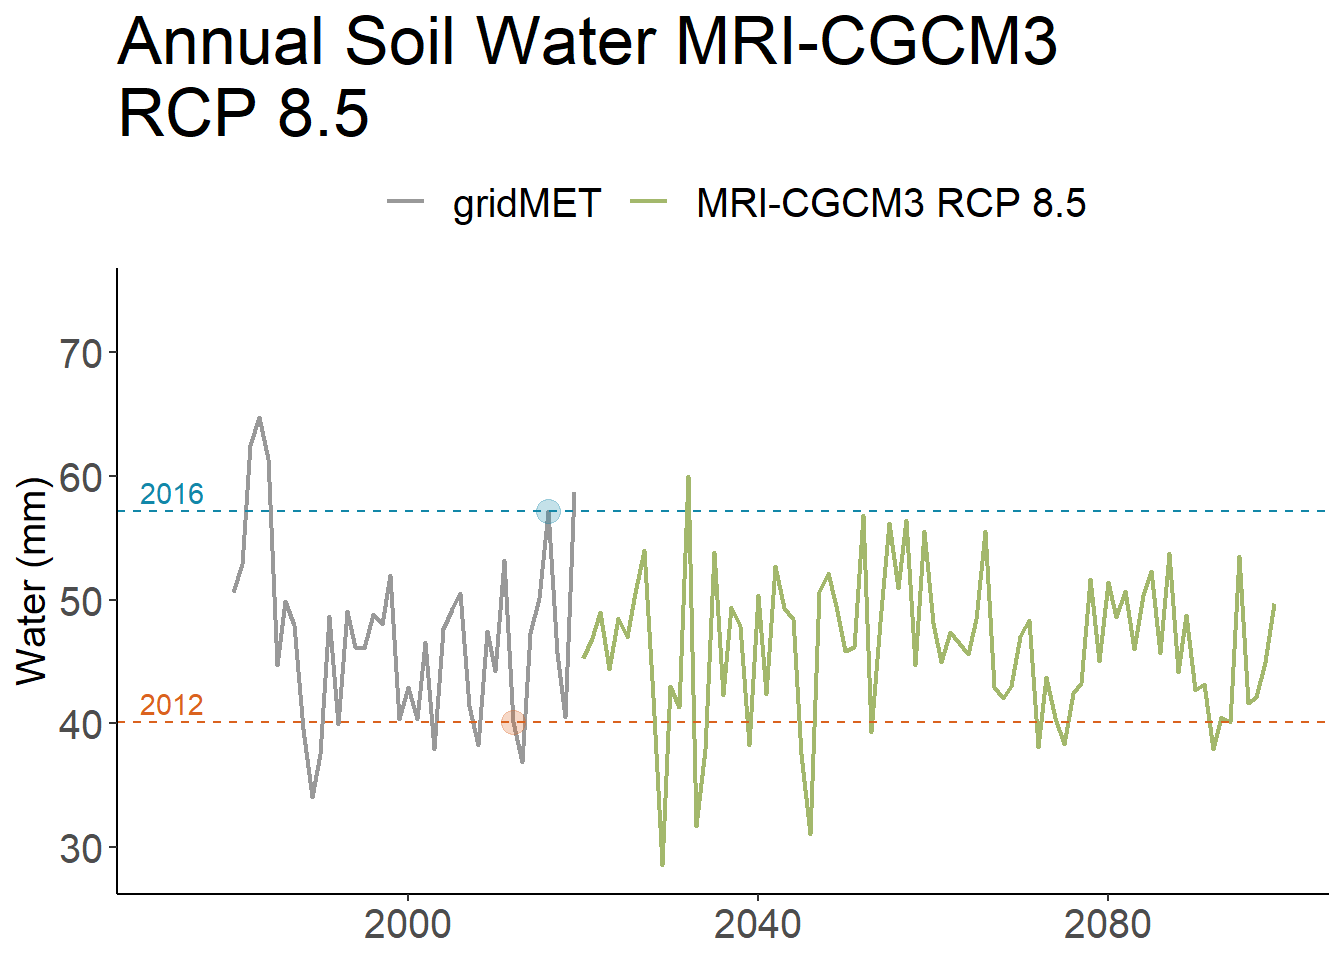 Annual Soil Water MRI-CGCM3
RCP 8.5
gridMET MRI-CGCM3 RCP 8.5
Water (mm)
70
60
50
40
30
2016
2012
2000 2040 2080